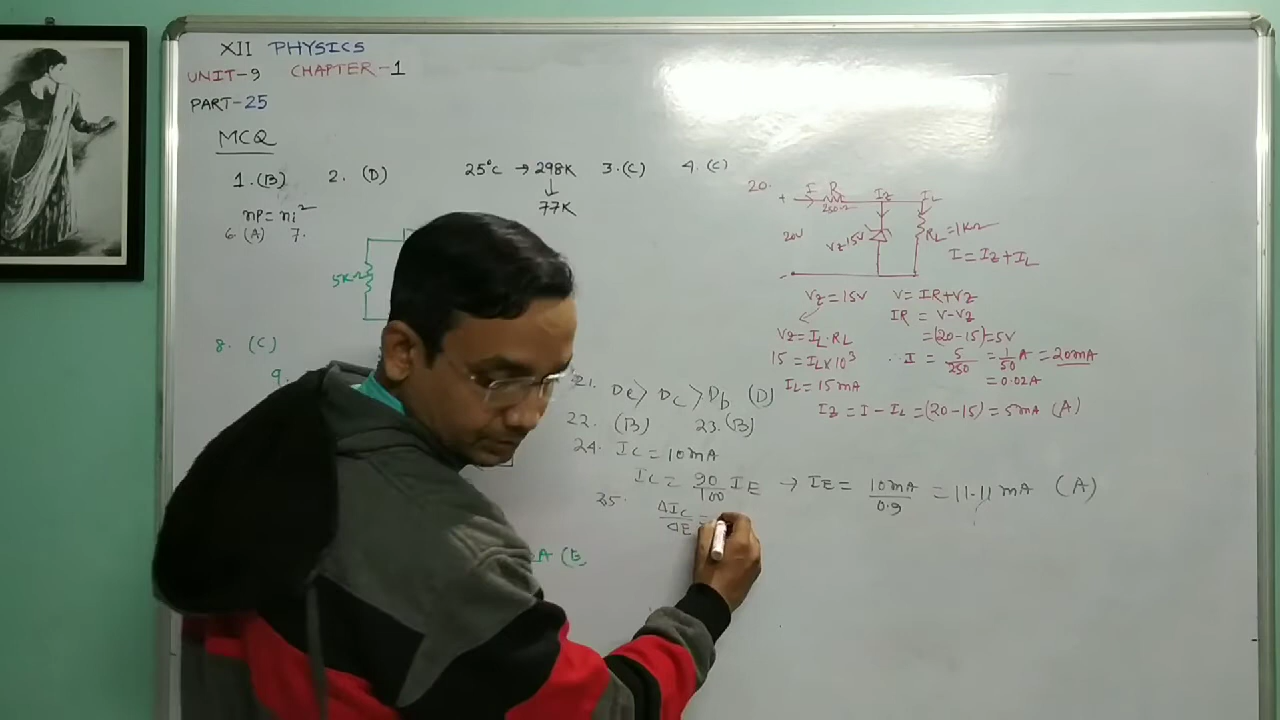 XII PHYSICS
UNIT-9 CHAPTER-1
PART-25
MCQ
1.(B) 2. (D) 25°C → 298K 3.(C) 4.(C)
↓
77K
np = ni²
6.(A) 7.
5KΩ
8. (C)
9.
A (B
20. I R Iz IL
+ 250Ω
20V Vz 15V RL=1KΩ
I = Iz+IL
-
Vz = 15V V = IR+Vz
IR = V-Vz
Vz = IL.RL =(20-15)=5V
15 = IL×10³ ∴ I = 5/250 = 1/50 A = 20mA
IL = 15mA = 0.02A
Iz = I - IL = (20-15) = 5mA (A)
21. De > Dc > Db (D)
22. (B) 23.(B)
24. Ic = 10mA
Ic = 90/100 IE → IE = 10mA/0.9 = 11.11 mA (A)
25. ΔIc/ΔE =